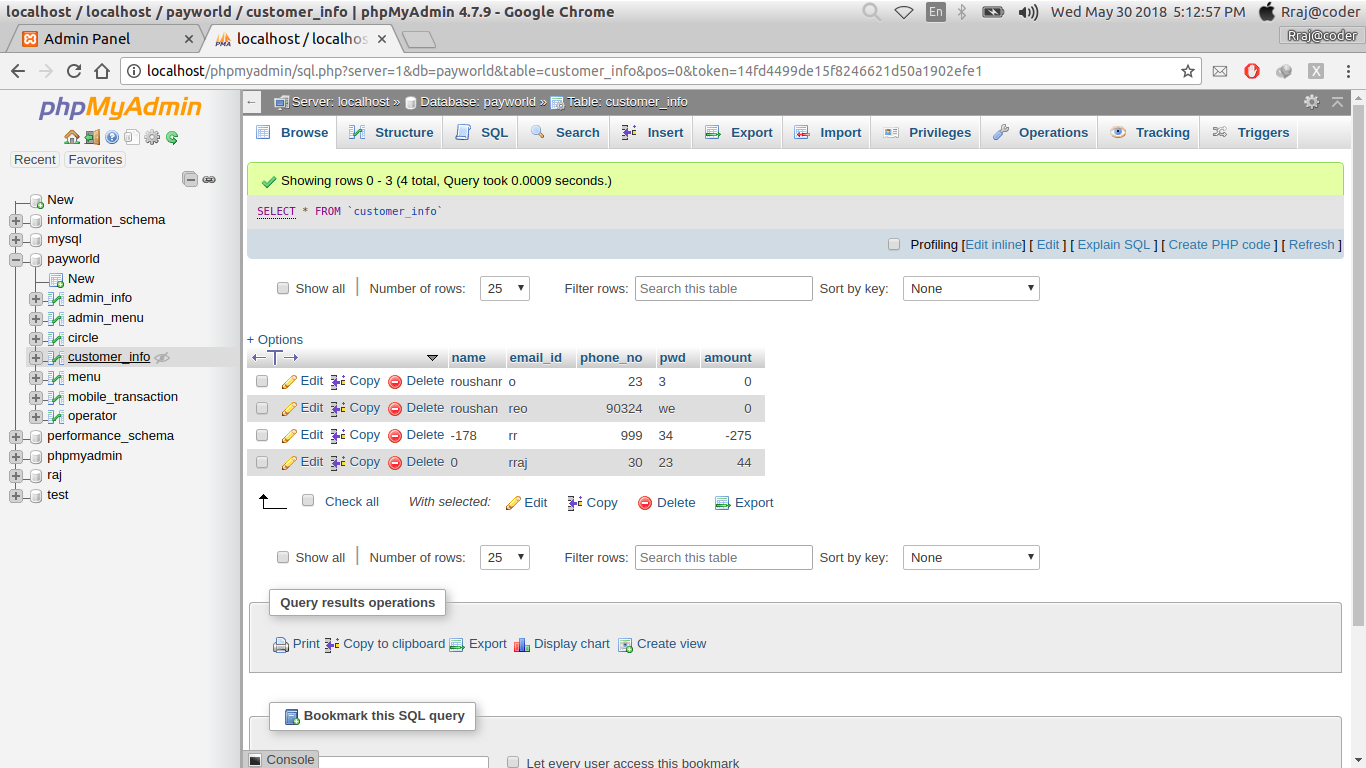 localhost / localhost / payworld / customer_info | phpMyAdmin 4.7.9 - Google Chrome En Wed May 30 2018 5:12:57 PM Rraj@coder
Admin Panel localhost / localhos Rraj@coder
localhost/phpmyadmin/sql.php?server=1&db=payworld&table=customer_info&pos=0&token=14fd4499de15f8246621d50a1902efe1
phpMyAdmin
Recent Favorites
New
information_schema
mysql
payworld
New
admin_info
admin_menu
circle
customer_info
menu
mobile_transaction
operator
performance_schema
phpmyadmin
raj
test
Server: localhost » Database: payworld » Table: customer_info
Browse Structure SQL Search Insert Export Import Privileges Operations Tracking Triggers
Showing rows 0 - 3 (4 total, Query took 0.0009 seconds.)
SELECT * FROM `customer_info`
Profiling [Edit inline] [ Edit ] [ Explain SQL ] [ Create PHP code ] [ Refresh ]
Show all | Number of rows: 25 Filter rows: Search this table Sort by key: None
+ Options
name email_id phone_no pwd amount
Edit Copy Delete roushanr o 23 3 0
Edit Copy Delete roushan reo 90324 we 0
Edit Copy Delete -178 rr 999 34 -275
Edit Copy Delete 0 rraj 30 23 44
Check all With selected: Edit Copy Delete Export
Show all | Number of rows: 25 Filter rows: Search this table Sort by key: None
Query results operations
Print Copy to clipboard Export Display chart Create view
Bookmark this SQL query
Console Let every user access this bookmark